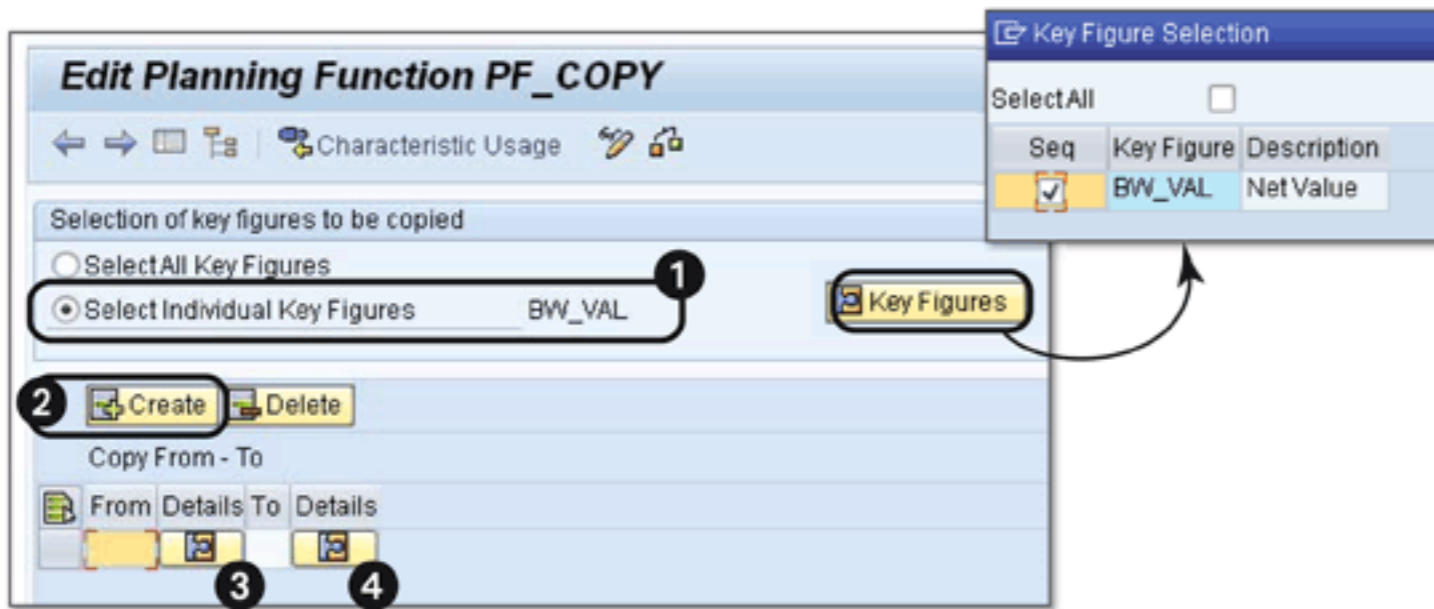 Edit Planning Function PF_COPY
Characteristic Usage
Selection of key figures to be copied
Select All Key Figures
1
Select Individual Key Figures BW_VAL
Key Figures
Key Figure Selection
Select All
Seq Key Figure Description
BW_VAL Net Value
2 Create Delete
Copy From - To
From Details To Details
3 4